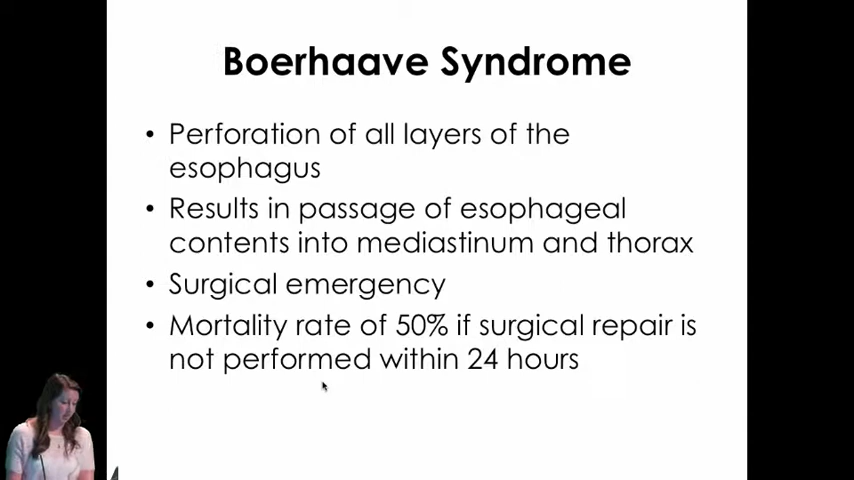 Boerhaave Syndrome
• Perforation of all layers of the
esophagus
• Results in passage of esophageal
contents into mediastinum and thorax
• Surgical emergency
• Mortality rate of 50% if surgical repair is
not performed within 24 hours